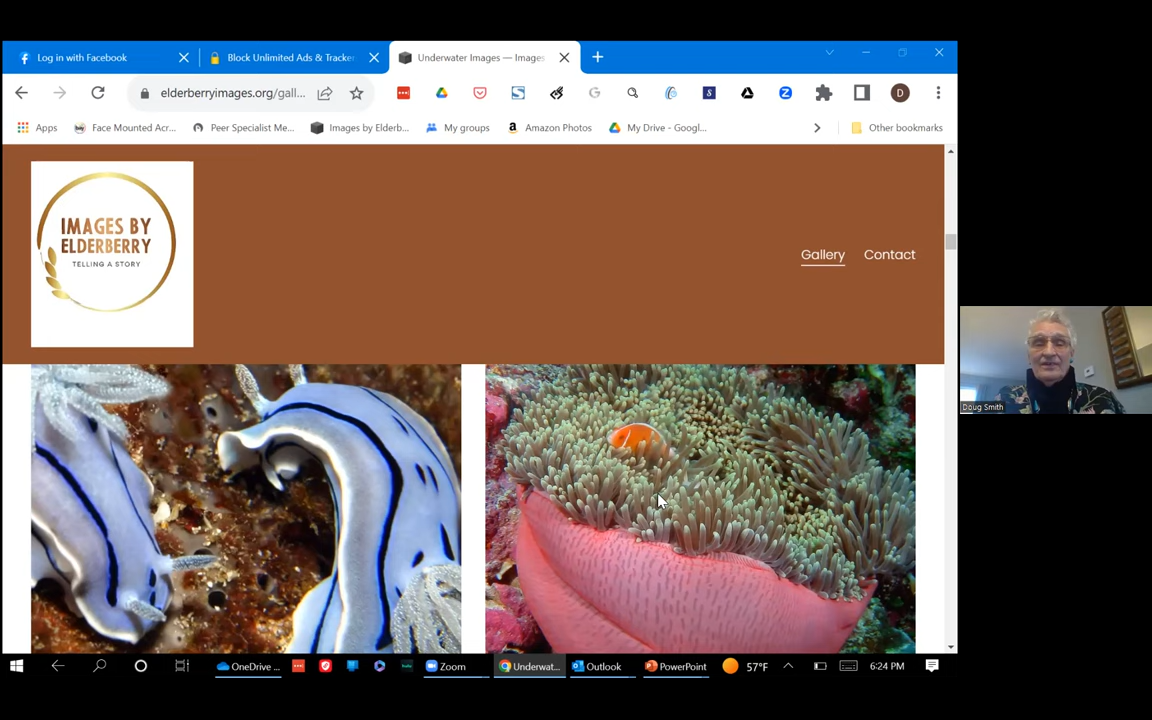 Log in with Facebook
Block Unlimited Ads & Tracke
Underwater Images — Images
elderberryimages.org/gall...
D
Apps
Face Mounted Acr...
Peer Specialist Me...
Images by Elderb...
My groups
Amazon Photos
My Drive - Googl...
Other bookmarks
IMAGES BY
ELDERBERRY
TELLING A STORY
Gallery
Contact
Doug Smith
OneDrive ...
Zoom
Underwat...
Outlook
PowerPoint
57°F
6:24 PM